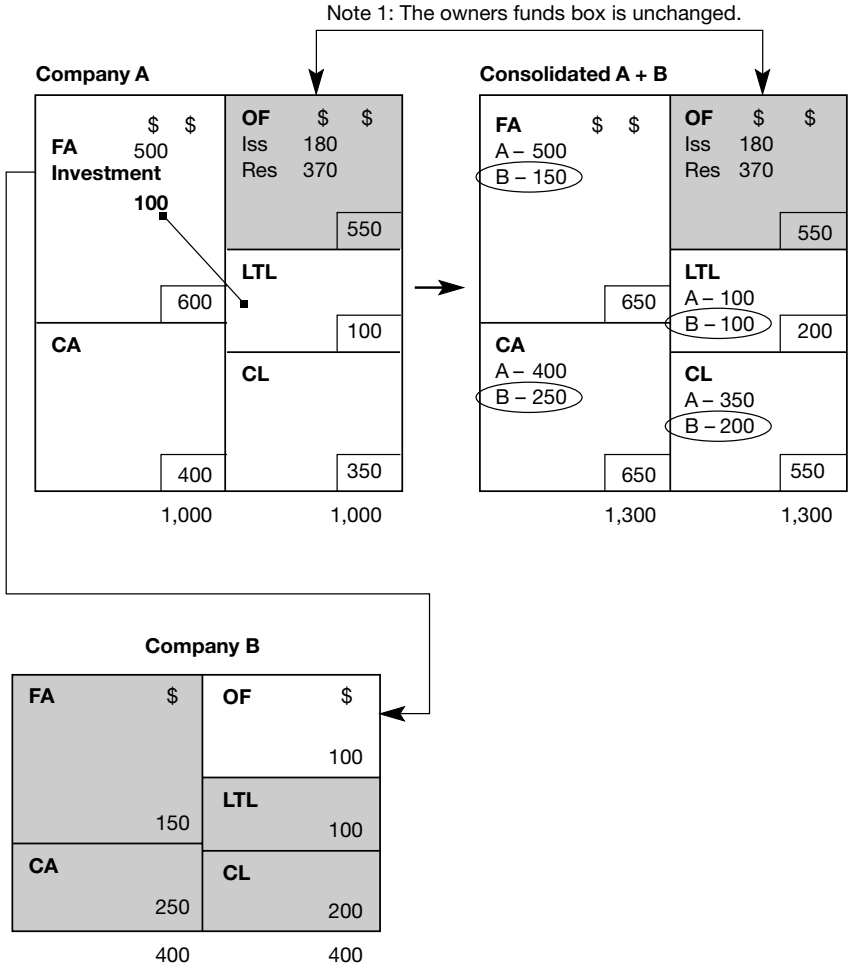 Note 1: The owners funds box is unchanged.
Company A
$ $
FA 500
Investment
100
600
CA
400
1,000
OF $ $
Iss 180
Res 370
550
LTL
100
CL
350
1,000
Consolidated A + B
FA $ $
A – 500
B – 150
650
CA
A – 400
B – 250
650
1,300
OF $ $
Iss 180
Res 370
550
LTL
A – 100
B – 100
200
CL
A – 350
B – 200
550
1,300
Company B
FA $
150
CA
250
400
OF $
100
LTL
100
CL
200
400